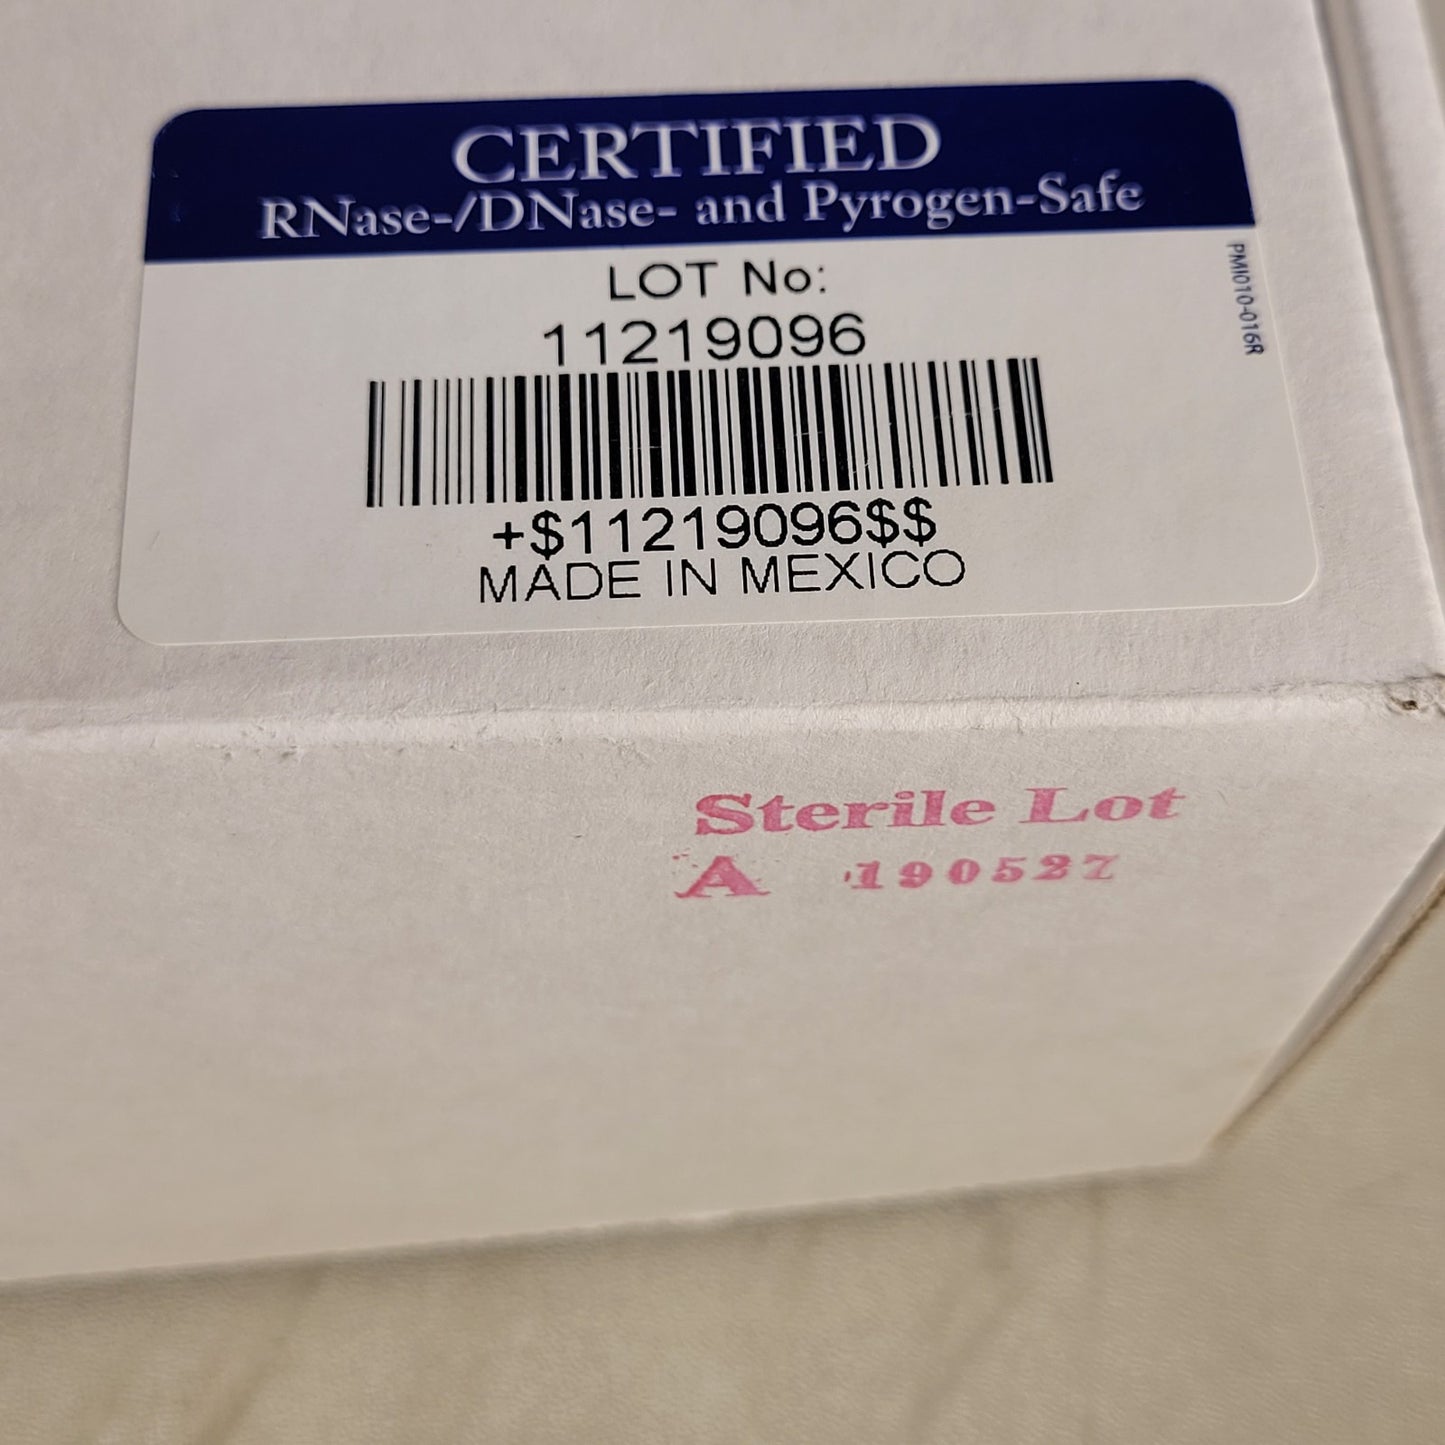 CERTIFIED
RNase-/DNase- and Pyrogen-Safe
LOT No:
11219096
+$11219096$$
MADE IN MEXICO
PMI010-016R
Sterile Lot
A 190527